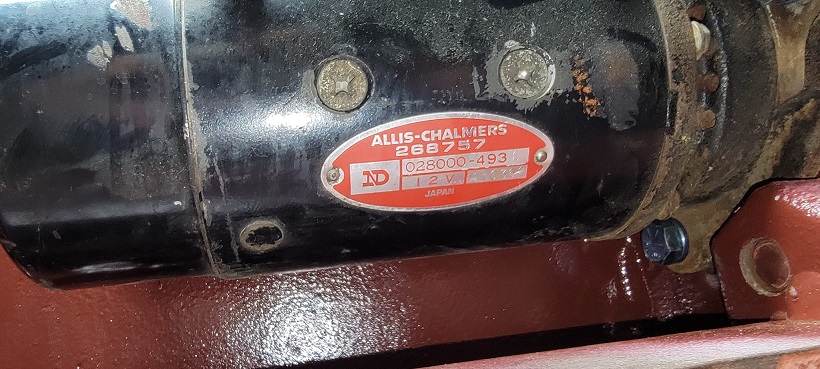 ALLIS-CHALMERS
268757
ND 028000-493
12-V
JAPAN